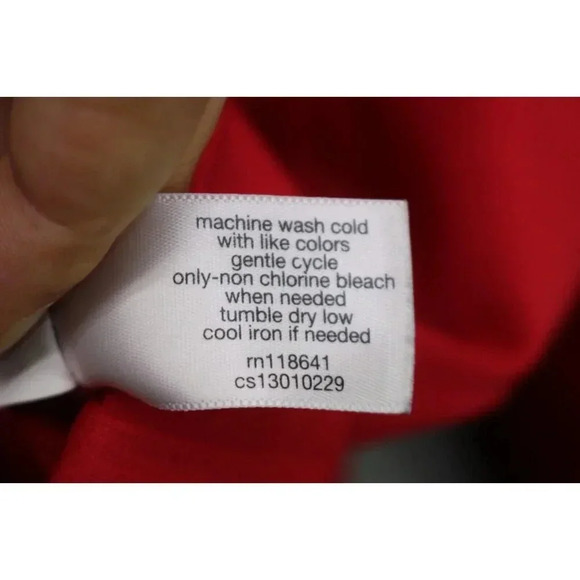 machine wash cold
with like colors
gentle cycle
only-non chlorine bleach
when needed
tumble dry low
cool iron if needed
rn118641
cs13010229